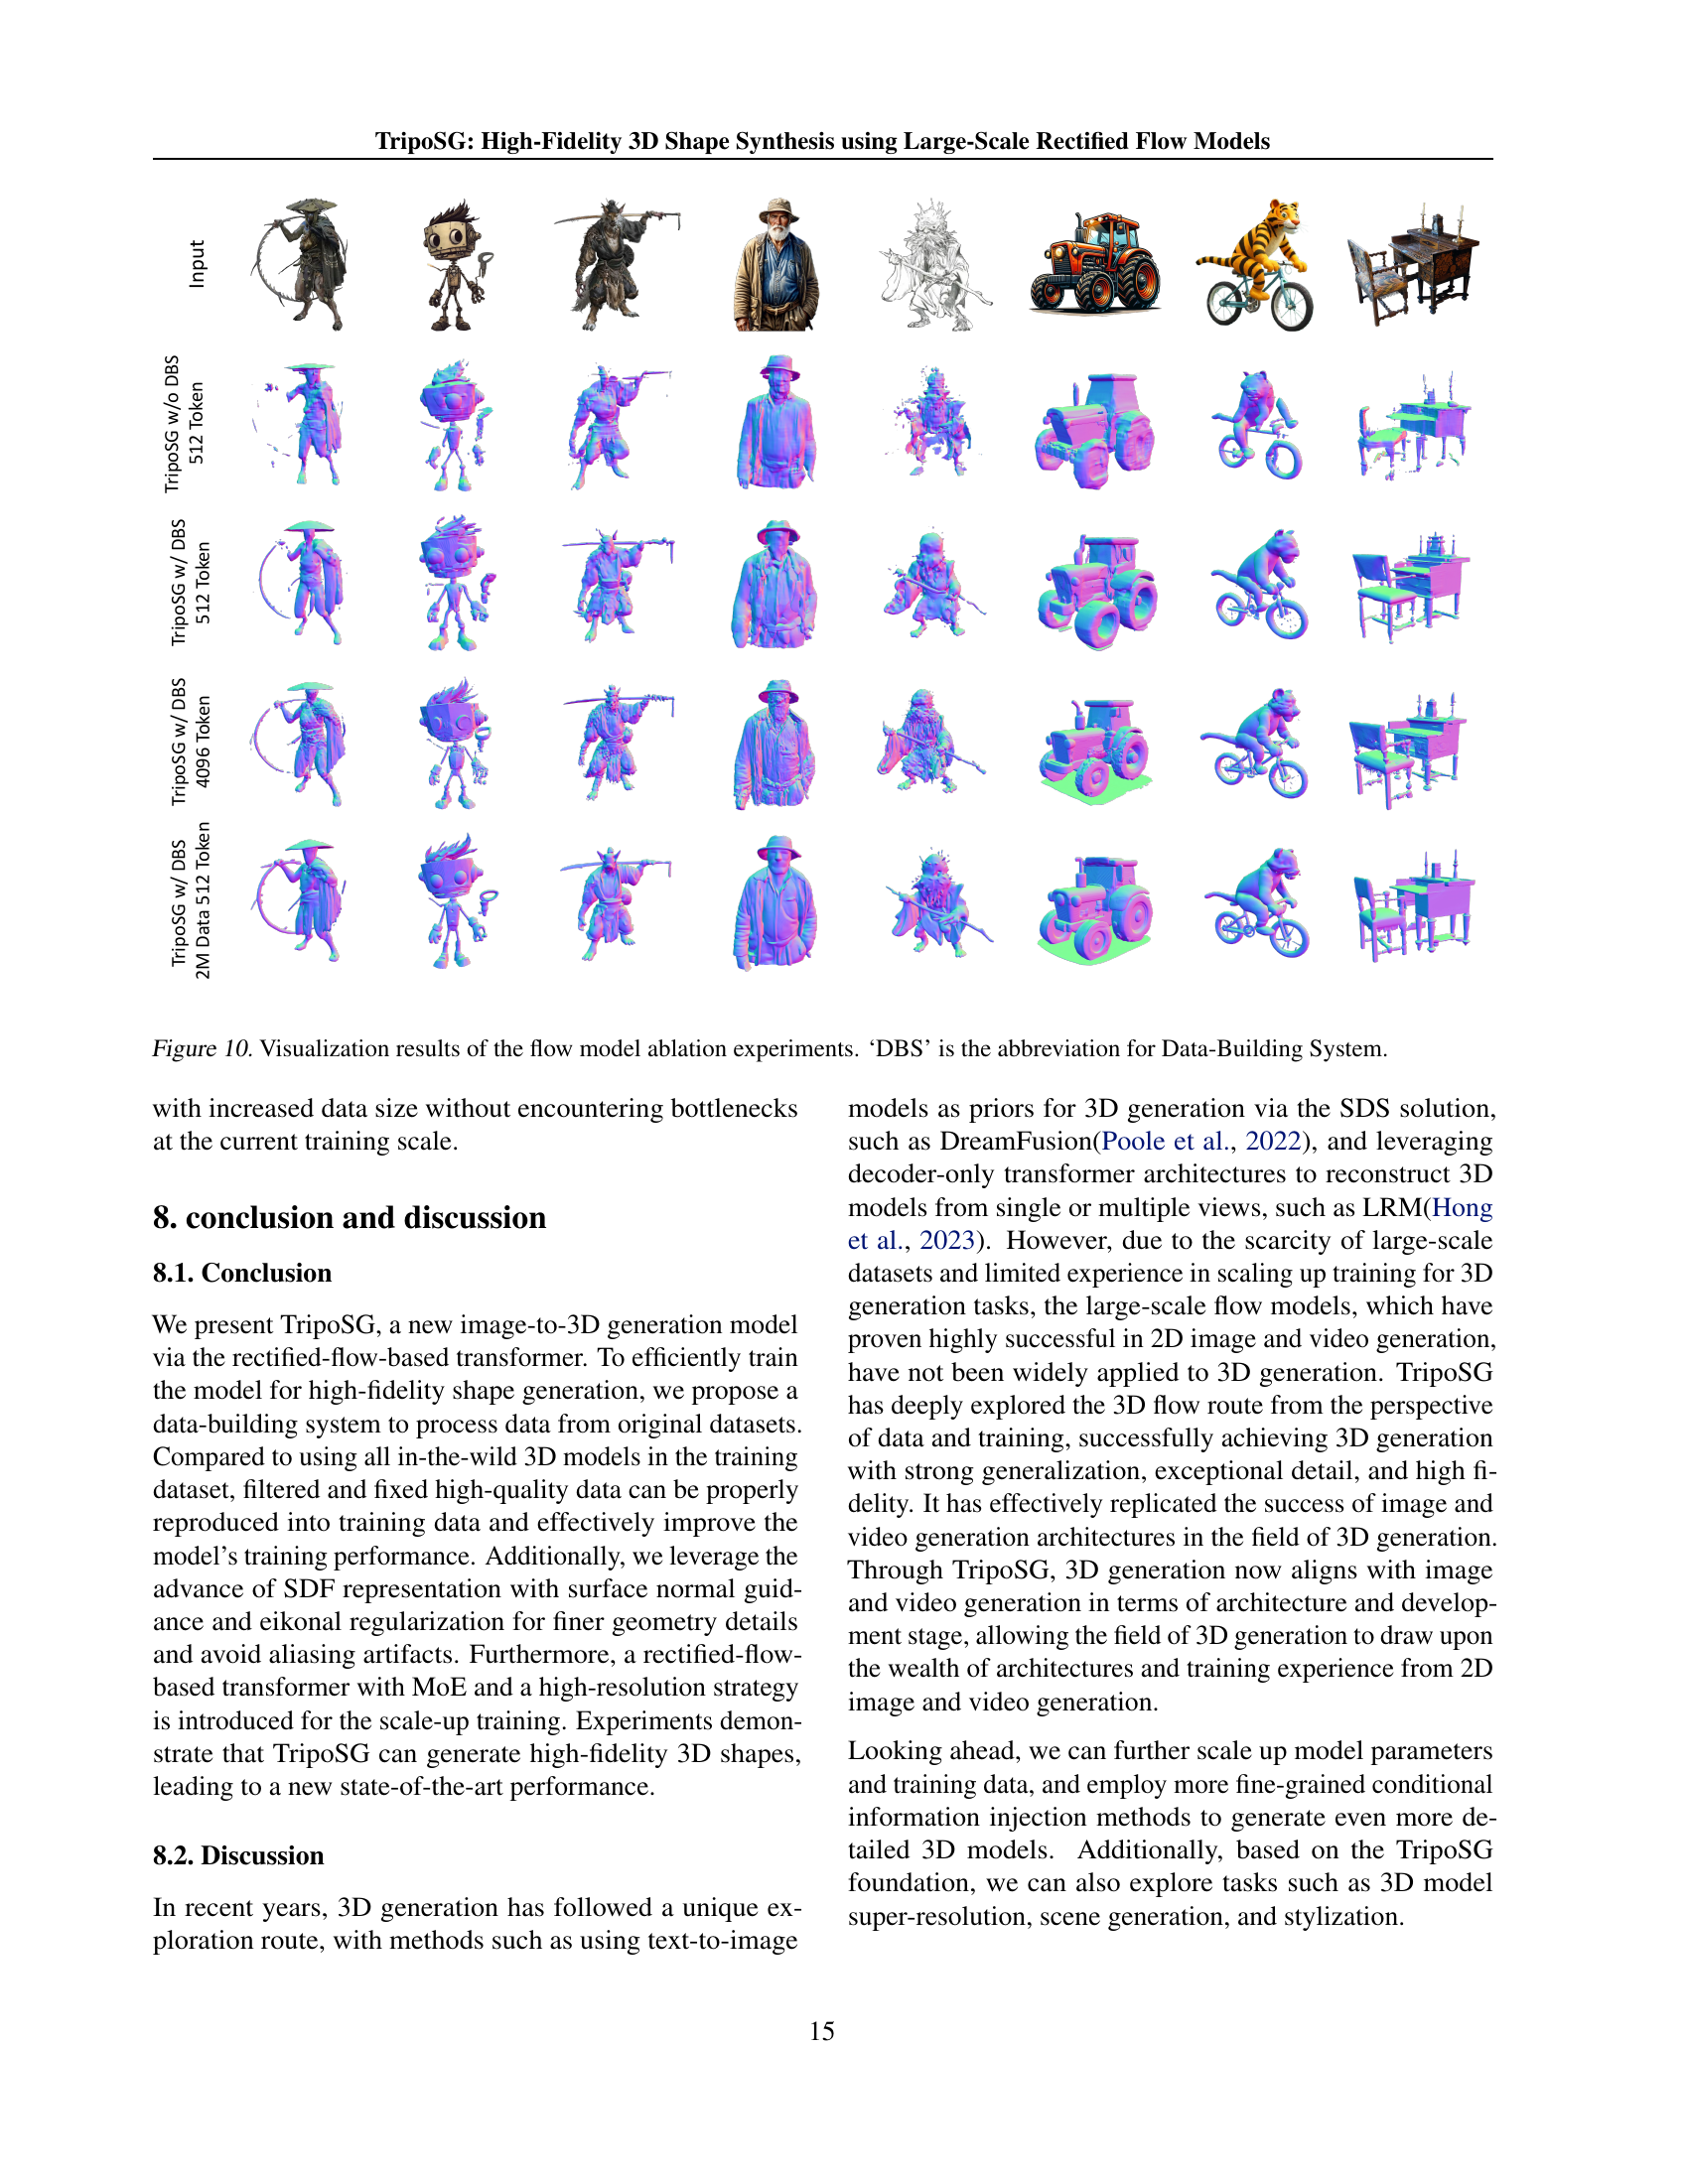 TripoSG: High-Fidelity 3D Shape Synthesis using Large-Scale Rectified Flow Models
Input
TripoSG w/o DBS
512 Token
TripoSG w/ DBS
512 Token
TripoSG w/ DBS
4096 Token
TripoSG w/ DBS
2M Data 512 Token
Figure 10. Visualization results of the flow model ablation experiments. ‘DBS’ is the abbreviation for Data-Building System.
with increased data size without encountering bottlenecks
at the current training scale.
8. conclusion and discussion
8.1. Conclusion
We present TripoSG, a new image-to-3D generation model
via the rectified-flow-based transformer. To efficiently train
the model for high-fidelity shape generation, we propose a
data-building system to process data from original datasets.
Compared to using all in-the-wild 3D models in the training
dataset, filtered and fixed high-quality data can be properly
reproduced into training data and effectively improve the
model’s training performance. Additionally, we leverage the
advance of SDF representation with surface normal guid-
ance and eikonal regularization for finer geometry details
and avoid aliasing artifacts. Furthermore, a rectified-flow-
based transformer with MoE and a high-resolution strategy
is introduced for the scale-up training. Experiments demon-
strate that TripoSG can generate high-fidelity 3D shapes,
leading to a new state-of-the-art performance.
8.2. Discussion
In recent years, 3D generation has followed a unique ex-
ploration route, with methods such as using text-to-image
models as priors for 3D generation via the SDS solution,
such as DreamFusion(Poole et al., 2022), and leveraging
decoder-only transformer architectures to reconstruct 3D
models from single or multiple views, such as LRM(Hong
et al., 2023). However, due to the scarcity of large-scale
datasets and limited experience in scaling up training for 3D
generation tasks, the large-scale flow models, which have
proven highly successful in 2D image and video generation,
have not been widely applied to 3D generation. TripoSG
has deeply explored the 3D flow route from the perspective
of data and training, successfully achieving 3D generation
with strong generalization, exceptional detail, and high fi-
delity. It has effectively replicated the success of image and
video generation architectures in the field of 3D generation.
Through TripoSG, 3D generation now aligns with image
and video generation in terms of architecture and develop-
ment stage, allowing the field of 3D generation to draw upon
the wealth of architectures and training experience from 2D
image and video generation.
Looking ahead, we can further scale up model parameters
and training data, and employ more fine-grained conditional
information injection methods to generate even more de-
tailed 3D models. Additionally, based on the TripoSG
foundation, we can also explore tasks such as 3D model
super-resolution, scene generation, and stylization.
15